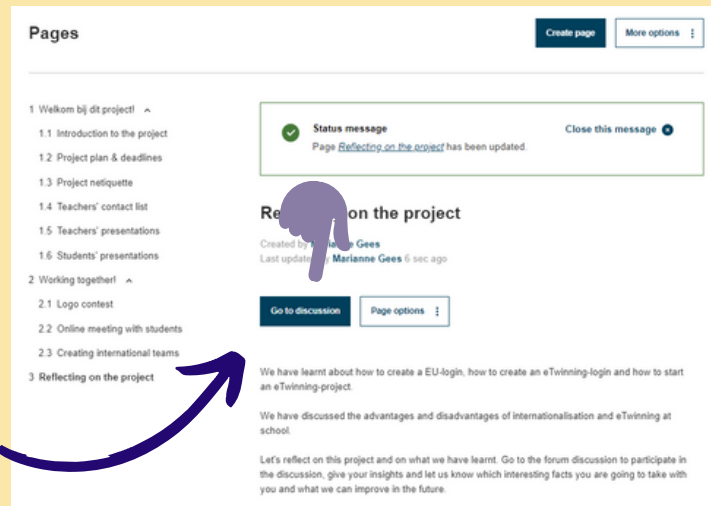 Pages
Create page
More options
1 Welkom bij dit project!
1.1 Introduction to the project
1.2 Project plan & deadlines
1.3 Project netiquette
1.4 Teachers' contact list
1.5 Teachers' presentations
1.6 Students' presentations
2 Working together!
2.1 Logo contest
2.2 Online meeting with students
2.3 Creating international teams
3 Reflecting on the project
Status message
Close this message
Page Reflecting on the project has been updated.
on the project
Created by Gees
Last Marianne Gees 6 sec ago
Go to discussion
Page options
We have learnt about how to create a EU-login, how to create an eTwinning-login and how to start
an eTwinning-project.
We have discussed the advantages and disadvantages of internationalisation and eTwinning at
school.
Let's reflect on this project and on what we have learnt. Go to the forum discussion to participate in
the discussion, give your insights and let us know which interesting facts you are going to take with
you and what we can improve in the future.